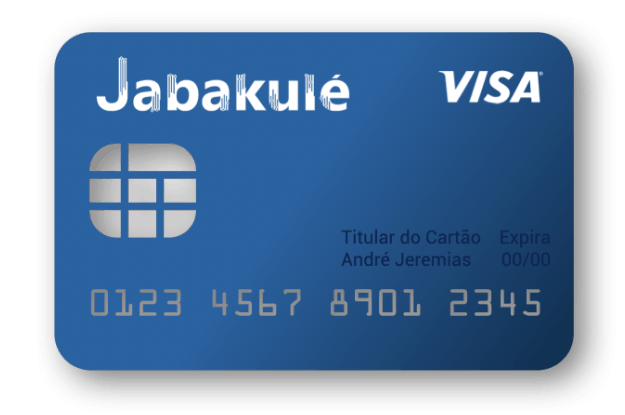 Jabakulé VISA
Titular do Cartão Expira
André Jeremias 00/00
0123 4567 8901 2345